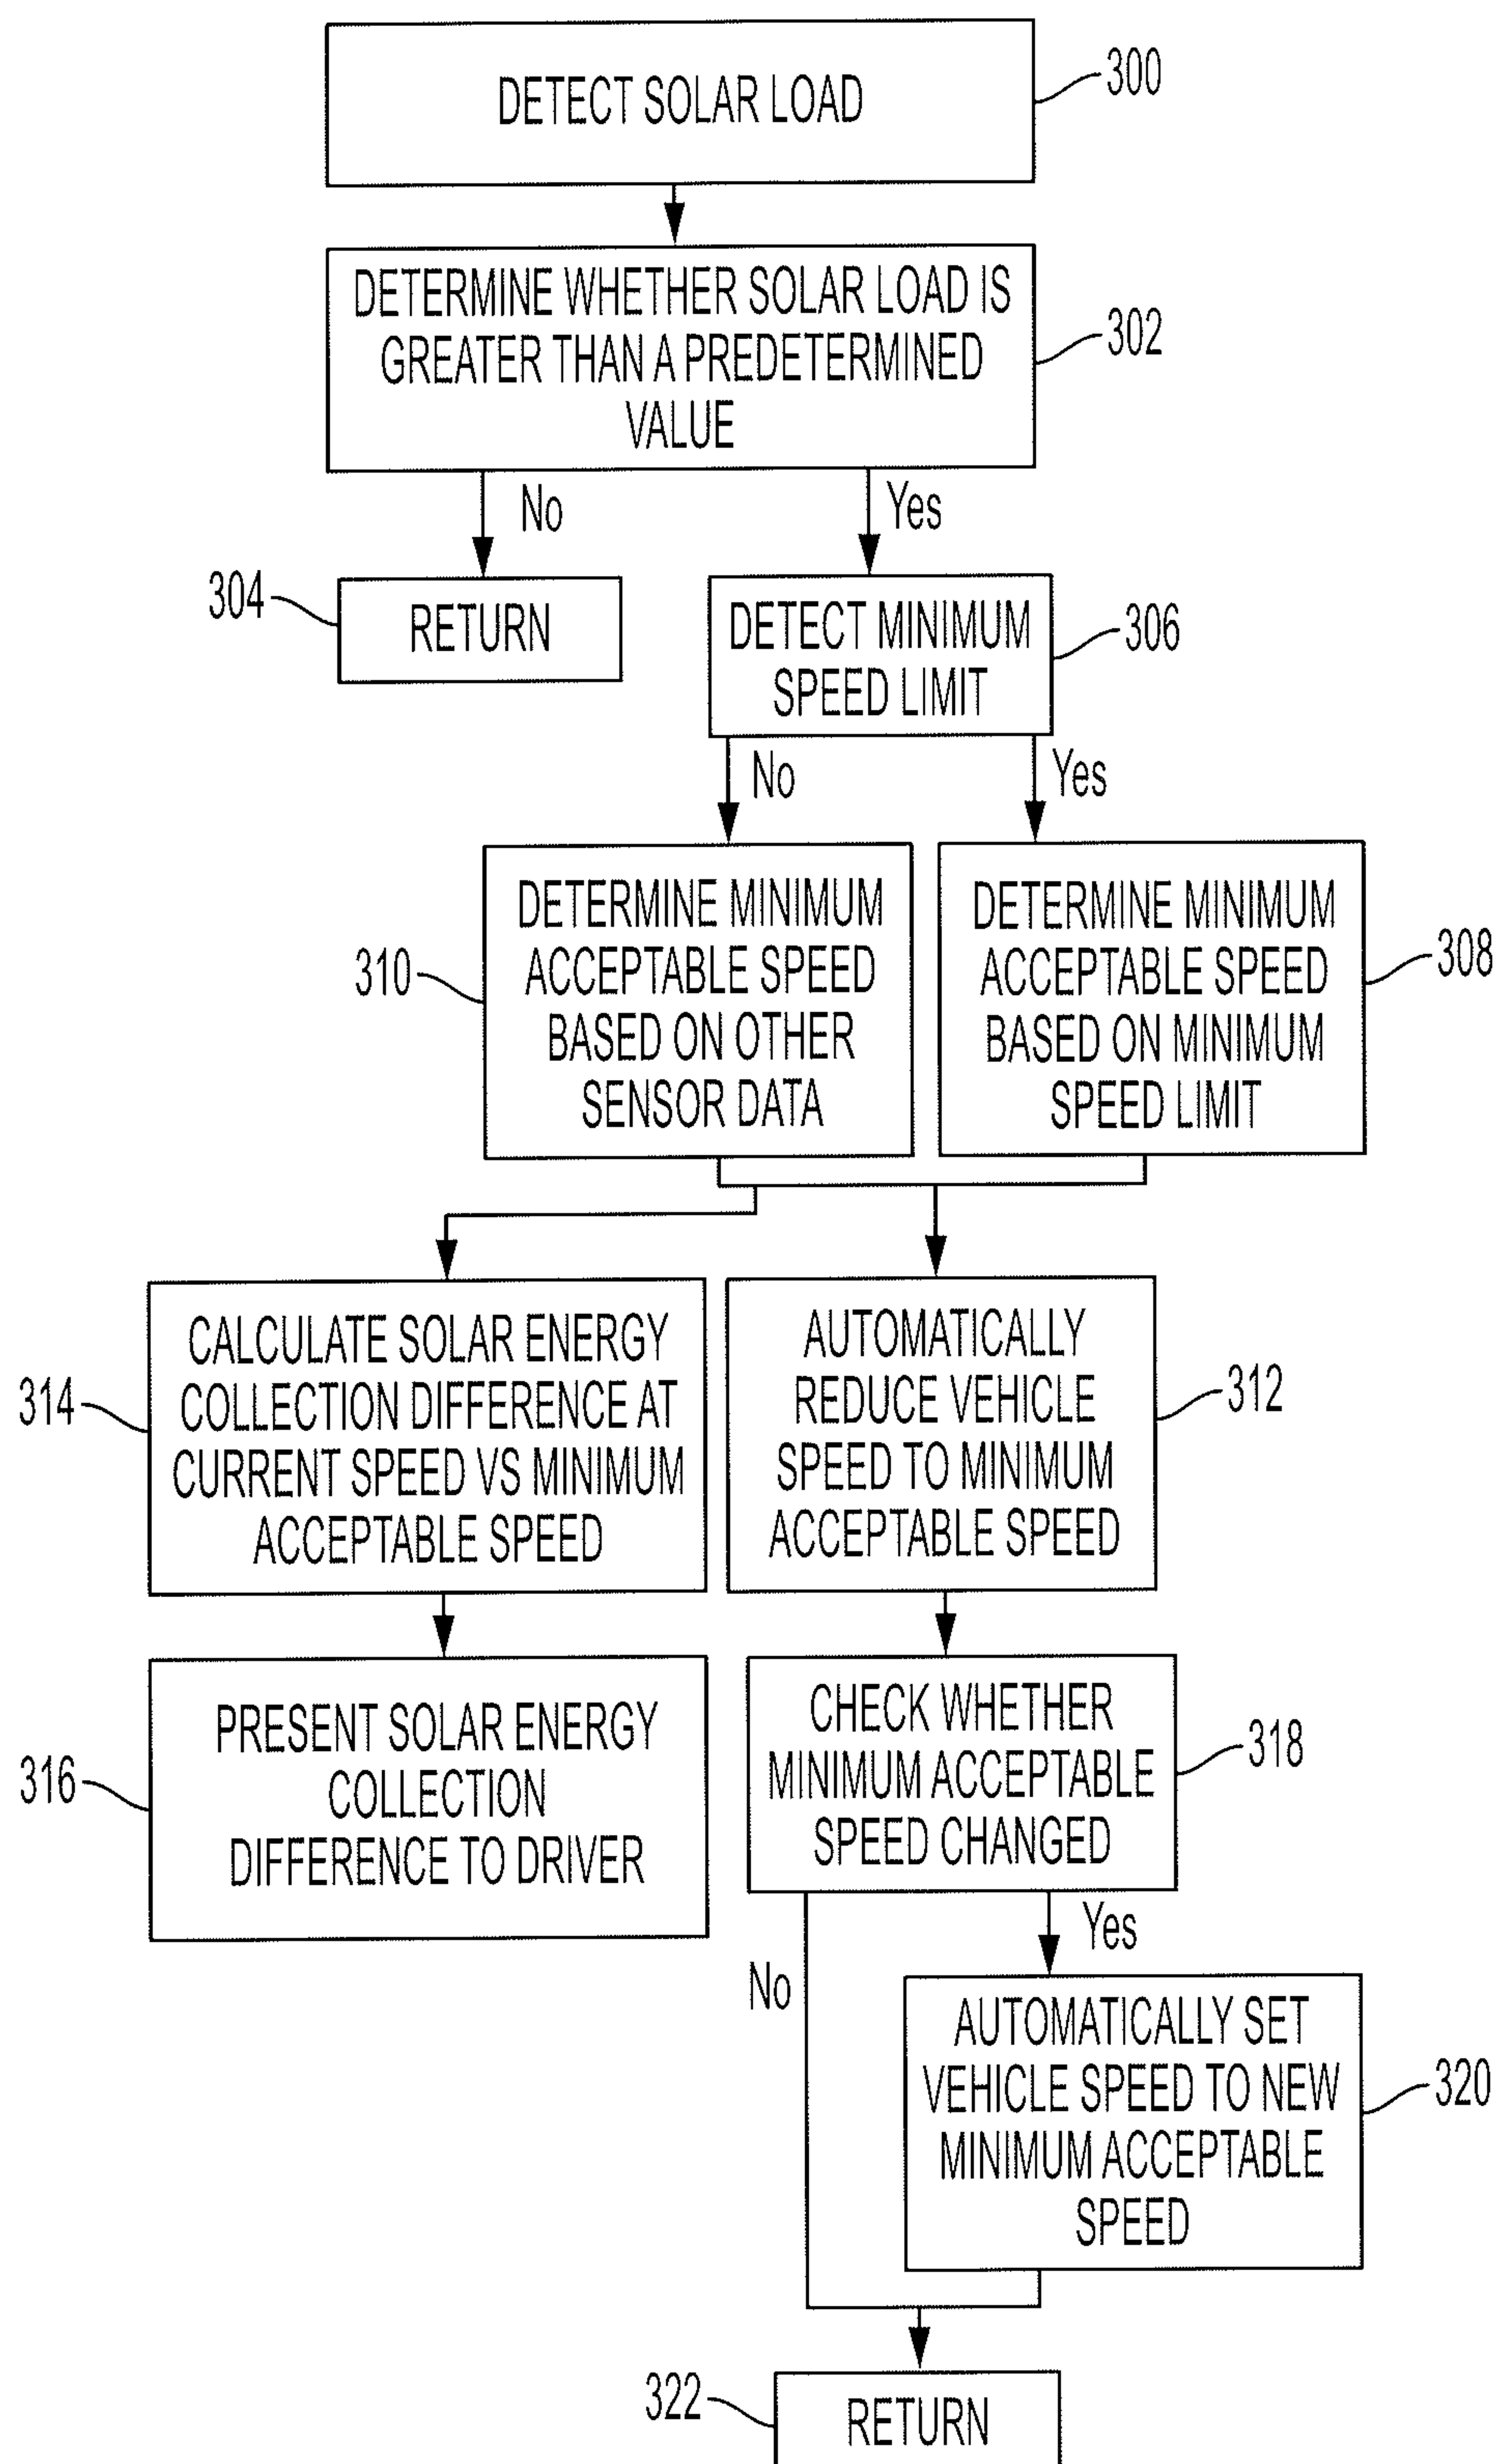 DETECT SOLAR LOAD
300
DETERMINE WHETHER SOLAR LOAD IS
GREATER THAN A PREDETERMINED
VALUE
302
No
Yes
304
RETURN
DETECT MINIMUM
SPEED LIMIT
306
No
Yes
310
DETERMINE MINIMUM
ACCEPTABLE SPEED
BASED ON OTHER
SENSOR DATA
DETERMINE MINIMUM
ACCEPTABLE SPEED
BASED ON MINIMUM
SPEED LIMIT
308
314
CALCULATE SOLAR ENERGY
COLLECTION DIFFERENCE AT
CURRENT SPEED VS MINIMUM
ACCEPTABLE SPEED
AUTOMATICALLY
REDUCE VEHICLE
SPEED TO MINIMUM
ACCEPTABLE SPEED
312
316
PRESENT SOLAR ENERGY
COLLECTION
DIFFERENCE TO DRIVER
CHECK WHETHER
MINIMUM ACCEPTABLE
SPEED CHANGED
318
No
Yes
AUTOMATICALLY SET
VEHICLE SPEED TO NEW
MINIMUM ACCEPTABLE
SPEED
320
322
RETURN